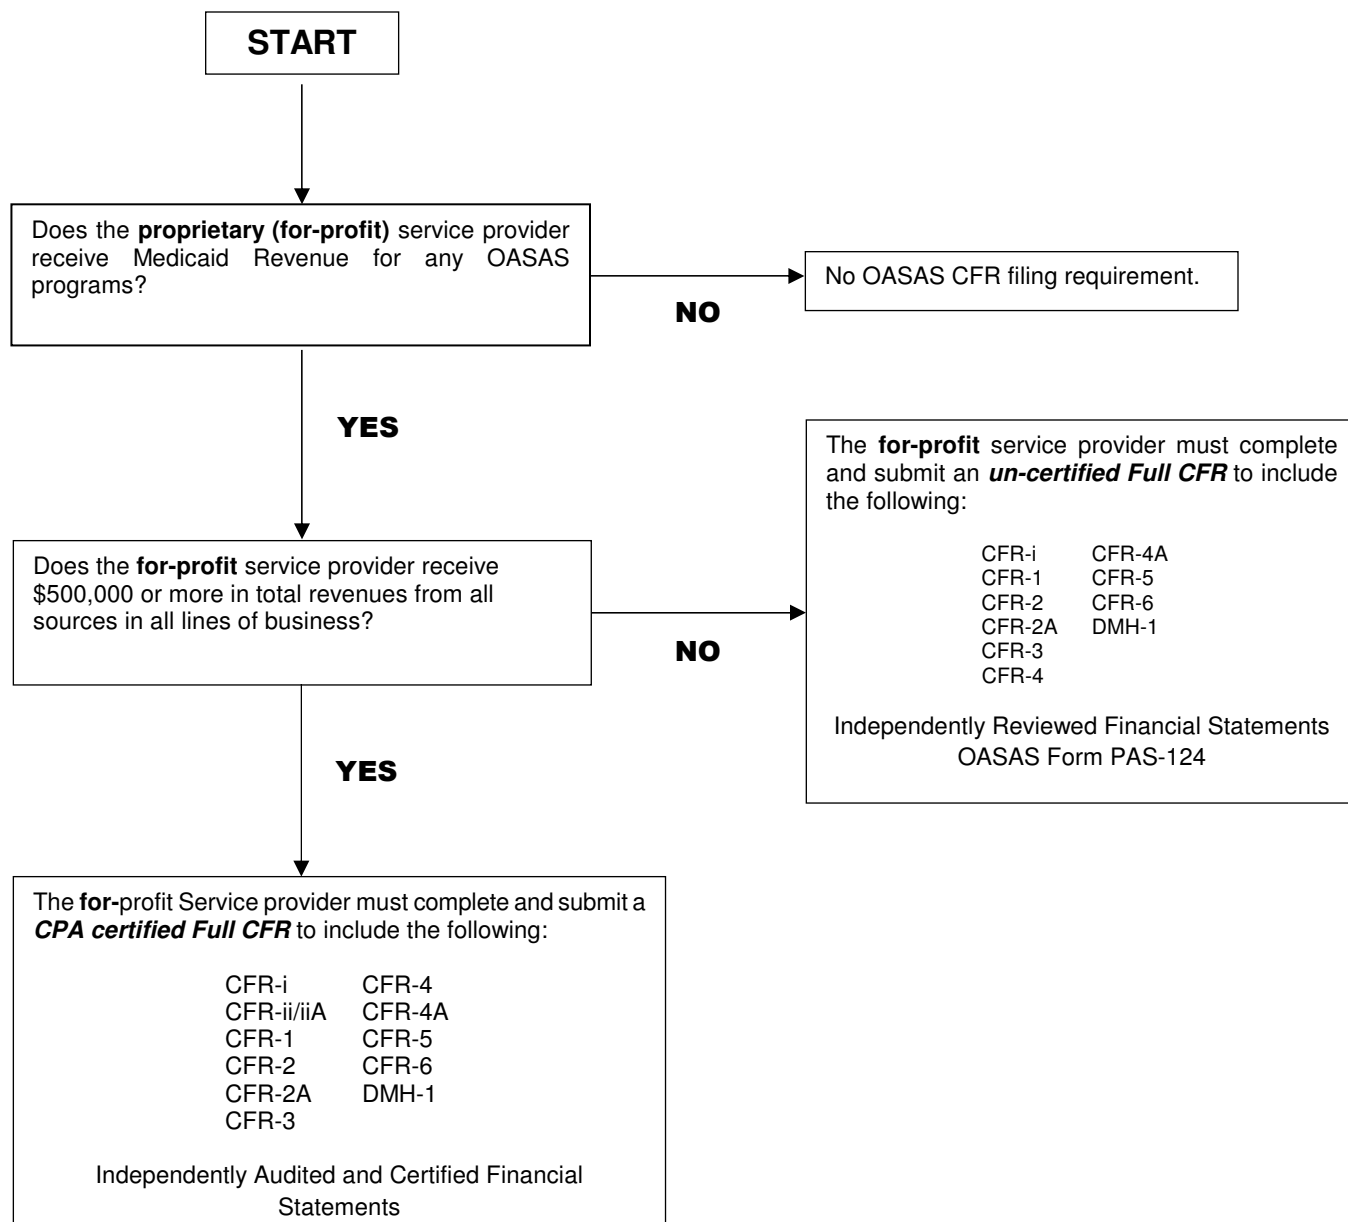 START
Does the proprietary (for-profit) service provider
receive Medicaid Revenue for any OASAS
programs?
NO
No OASAS CFR filing requirement.
YES
Does the for-profit service provider receive
$500,000 or more in total revenues from all
sources in all lines of business?
NO
The for-profit service provider must complete
and submit an un-certified Full CFR to include
the following:
CFR-i CFR-4A
CFR-1 CFR-5
CFR-2 CFR-6
CFR-2A DMH-1
CFR-3
CFR-4
Independently Reviewed Financial Statements
OASAS Form PAS-124
YES
The for-profit Service provider must complete and submit a
CPA certified Full CFR to include the following:
CFR-i CFR-4
CFR-ii/iiA CFR-4A
CFR-1 CFR-5
CFR-2 CFR-6
CFR-2A DMH-1
CFR-3
Independently Audited and Certified Financial
Statements